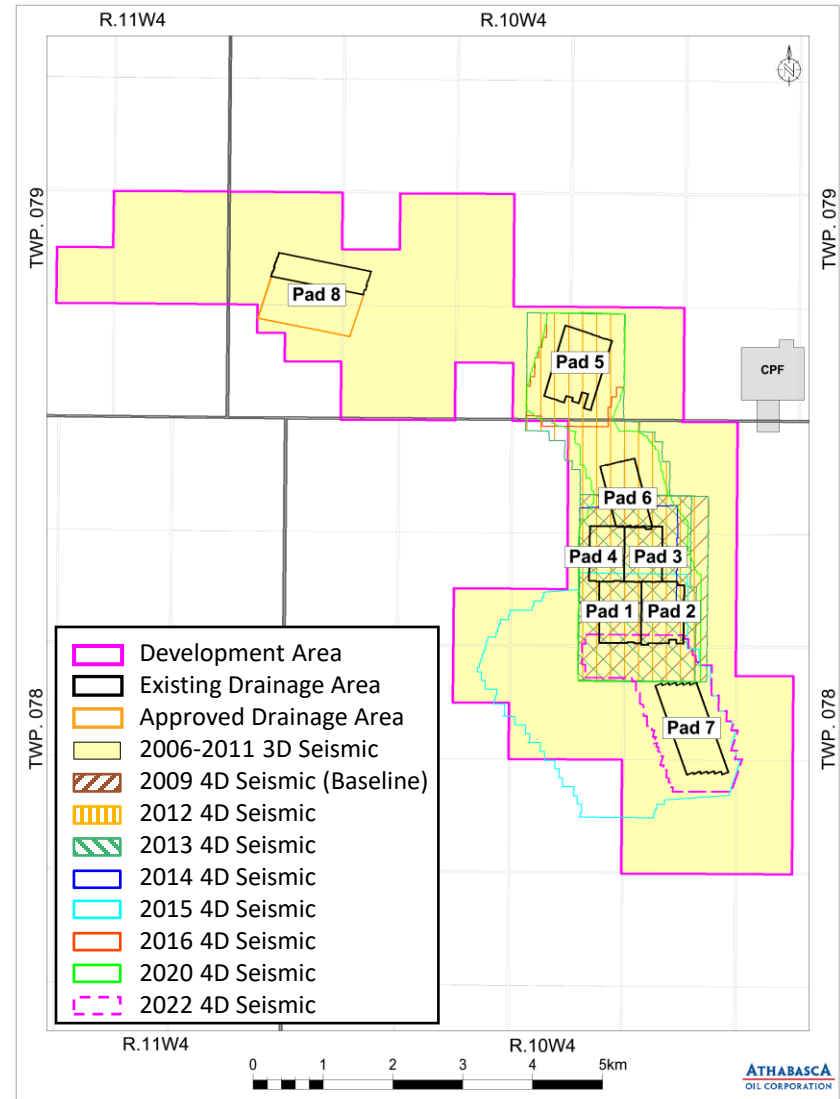 R.11W4
R.10W4
N
TWP. 079
TWP. 079
Pad 8
Pad 5
CPF
Pad 6
Pad 4
Pad 3
Pad 1
Pad 2
Pad 7
TWP. 078
TWP. 078
Development Area
Existing Drainage Area
Approved Drainage Area
2006-2011 3D Seismic
2009 4D Seismic (Baseline)
2012 4D Seismic
2013 4D Seismic
2014 4D Seismic
2015 4D Seismic
2016 4D Seismic
2020 4D Seismic
2022 4D Seismic
R.11W4
R.10W4
0 1 2 3 4 5km
ATHABASCA
OIL CORPORATION